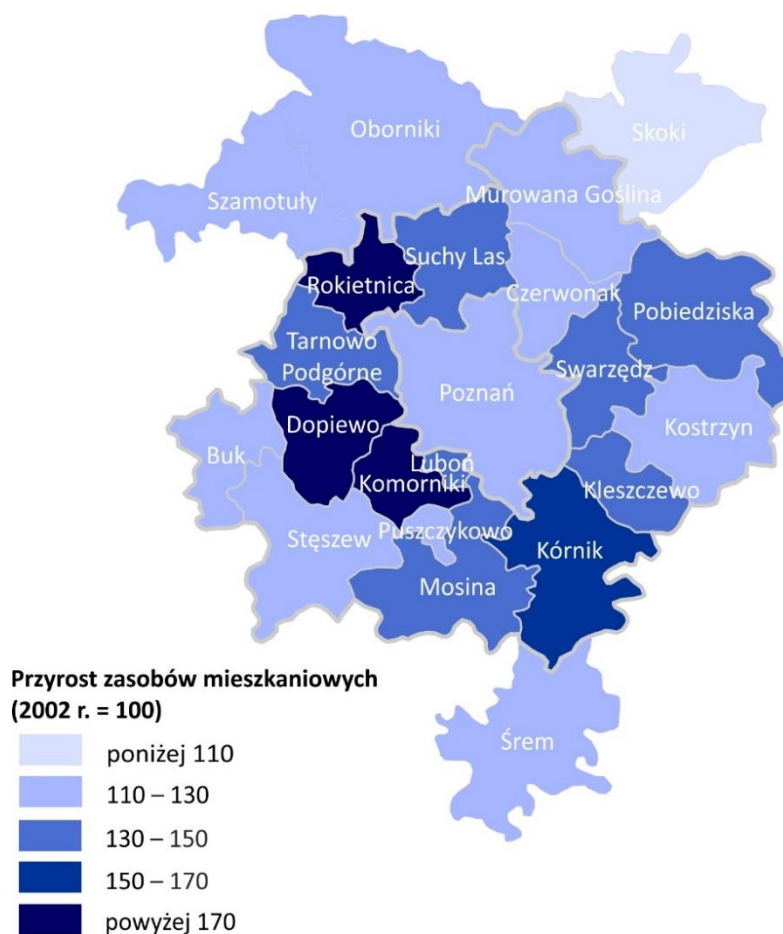 Oborniki
Skoki
Szamotuły
Murowana Goślina
Suchy Las
Rokietnica
Czerwonak
Pobiedziska
Tarnowo
Podgórne
Swarzędz
Poznań
Dopiewo
Kostrzyn
Buk
Luboń
Komorniki
Kleszczewo
Puszczykowo
Stęszew
Kórnik
Mosina
Przyrost zasobów mieszkaniowych
(2002 r. = 100)
Śrem
poniżej 110
110 – 130
130 – 150
150 – 170
powyżej 170